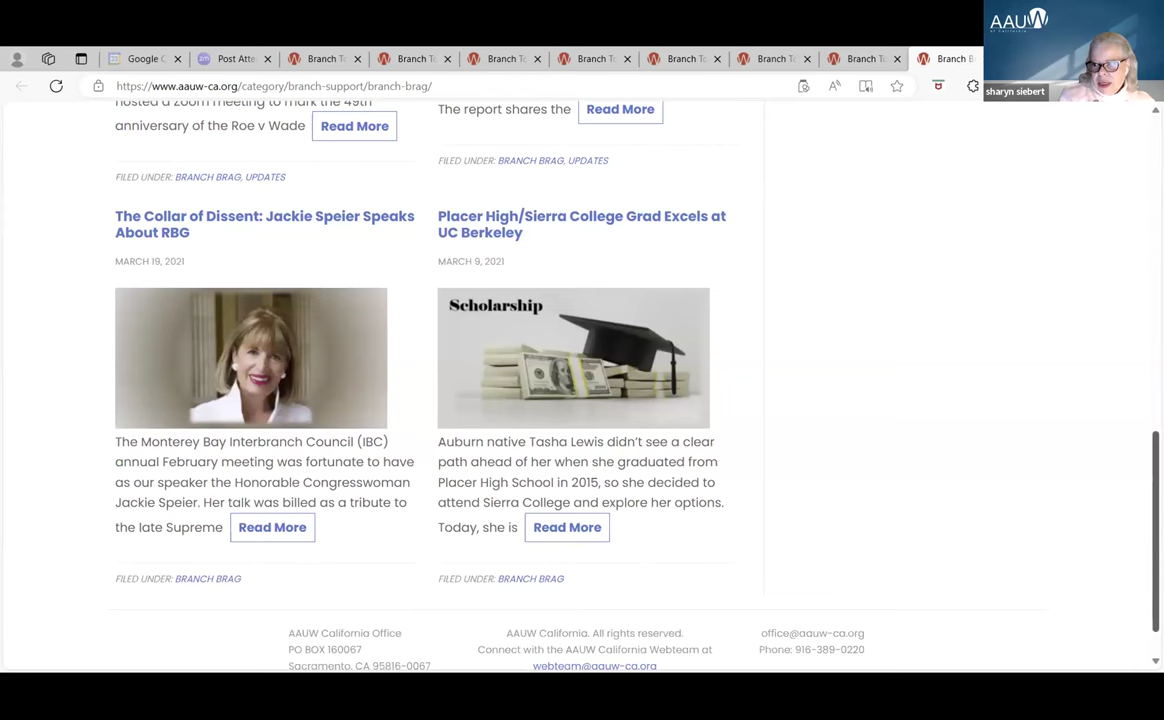 Google C
Post Atte
Branch To
Branch To
Branch To
Branch To
Branch To
Branch To
Branch To
Branch B
AAUW
of California
sharyn siebert
https://www.aauw-ca.org/category/branch-support/branch-brag/
hosted a Zoom meeting to mark the 49th
anniversary of the Roe v Wade Read More
FILED UNDER: BRANCH BRAG, UPDATES
The report shares the Read More
FILED UNDER: BRANCH BRAG, UPDATES
The Collar of Dissent: Jackie Speier Speaks
About RBG
MARCH 19, 2021
The Monterey Bay Interbranch Council (IBC)
annual February meeting was fortunate to have
as our speaker the Honorable Congresswoman
Jackie Speier. Her talk was billed as a tribute to
the late Supreme Read More
FILED UNDER: BRANCH BRAG
Placer High/Sierra College Grad Excels at
UC Berkeley
MARCH 9, 2021
Scholarship
Auburn native Tasha Lewis didn’t see a clear
path ahead of her when she graduated from
Placer High School in 2015, so she decided to
attend Sierra College and explore her options.
Today, she is Read More
FILED UNDER: BRANCH BRAG
AAUW California Office
PO BOX 160067
Sacramento, CA 95816-0067
AAUW California. All rights reserved.
Connect with the AAUW California Webteam at
webteam@aauw-ca.org
office@aauw-ca.org
Phone: 916-389-0220